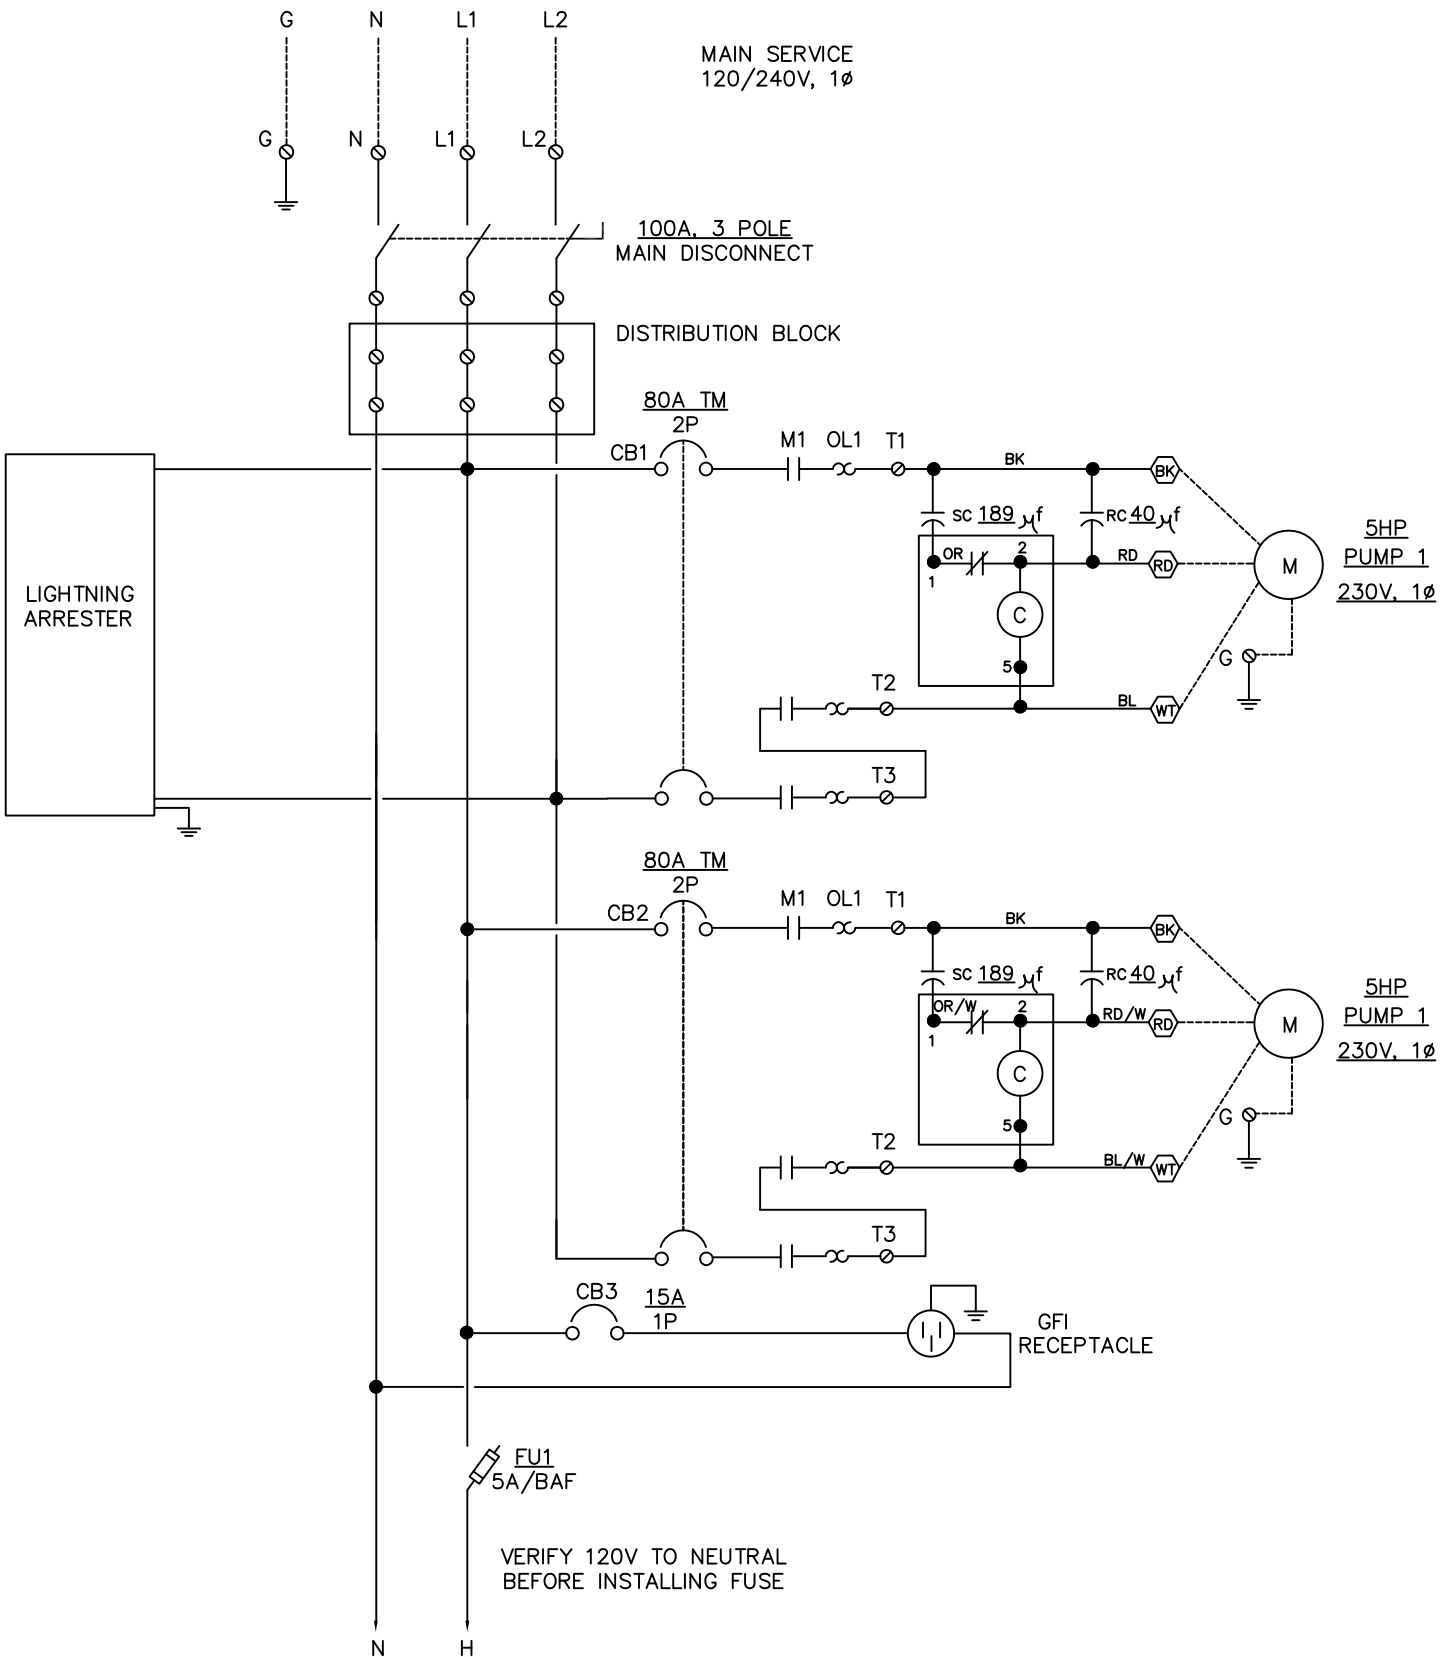 G N L1 L2
MAIN SERVICE
120/240V, 1ø
G N L1 L2
100A, 3 POLE
MAIN DISCONNECT
DISTRIBUTION BLOCK
80A TM
2P
CB1 M1 OL1 T1
BK BK
SC 189 µf RC 40 µf
OR 2 RD RD
1
C
5
M
5HP
PUMP 1
230V, 1ø
G
LIGHTNING
ARRESTER
T2
BL WT
T3
80A TM
2P
CB2 M1 OL1 T1
BK BK
SC 189 µf RC 40 µf
OR/W 2 RD/W RD
1
C
5
M
5HP
PUMP 1
230V, 1ø
G
T2
BL/W WT
T3
CB3 15A
1P
GFI
RECEPTACLE
FU1
5A/BAF
VERIFY 120V TO NEUTRAL
BEFORE INSTALLING FUSE
N H